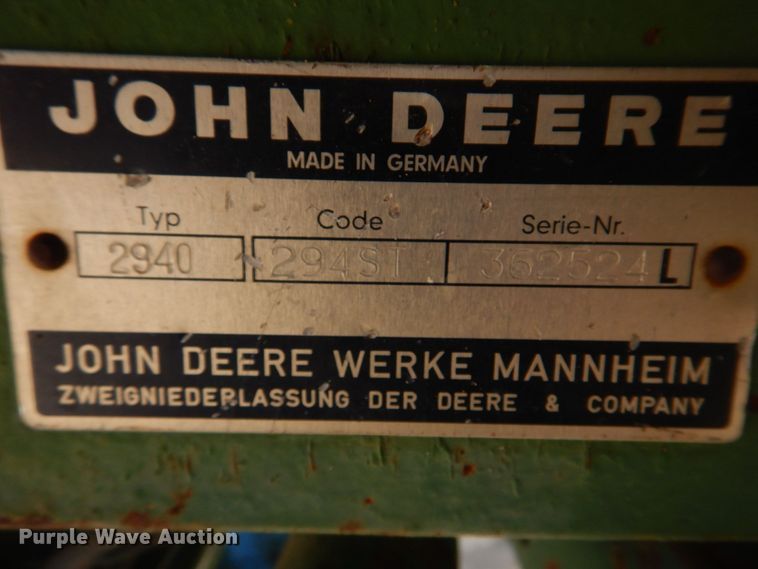 JOHN DEERE
MADE IN GERMANY
Typ Code Serie-Nr.
2940 294ST 362524 L
JOHN DEERE WERKE MANNHEIM
ZWEIGNIEDERLASSUNG DER DEERE & COMPANY
Purple Wave Auction